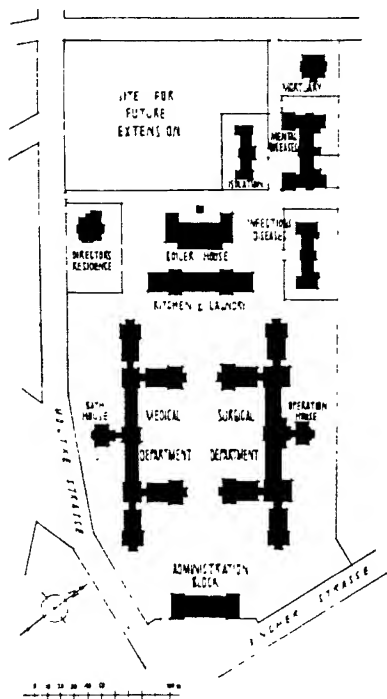 MORTUARY
SITE FOR
FUTURE
EXTENSION
MENTAL
DISEASES
ISOLATION
INFECTIOUS
DISEASES
DIRECTORS
RESIDENCE
BOILER HOUSE
KITCHEN & LAUNDRY
BATH
HOUSE
MEDICAL
SURGICAL
OPERATION
HOUSE
DEPARTMENT
DEPARTMENT
STRASSE
ADMINISTRATION
BLOCK
STRASSE